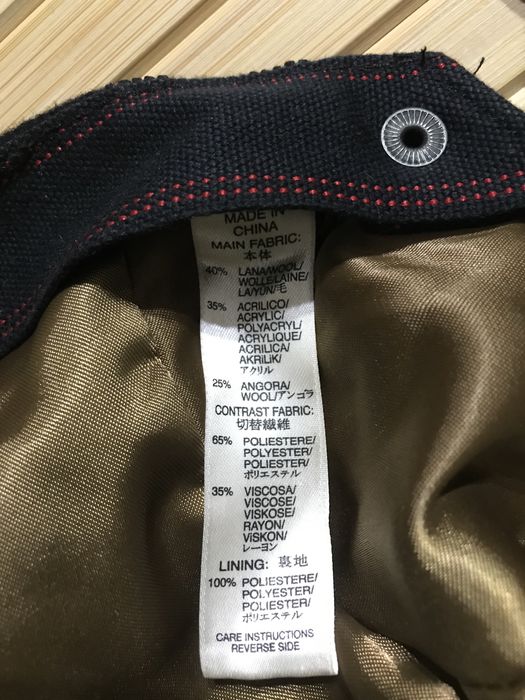 MADE IN
CHINA
MAIN FABRIC:
本体
40% LANA/WOOL/
WOLLE/LAINE/
LA/YÜN/毛
35% ACRILICO/
ACRYLIC/
POLYACRYL/
ACRYLIQUE/
ACRILICA/
AKRILIK/
アクリル
25% ANGORA/
WOOL/アンゴラ
CONTRAST FABRIC:
切替繊維
65% POLIESTERE/
POLYESTER/
POLIESTER/
ポリエステル
35% VISCOSA/
VISCOSE/
VISKOSE/
RAYON/
VİSKON/
レーヨン
LINING: 裏地
100% POLIESTERE/
POLYESTER/
POLIESTER/
ポリエステル
CARE INSTRUCTIONS
REVERSE SIDE